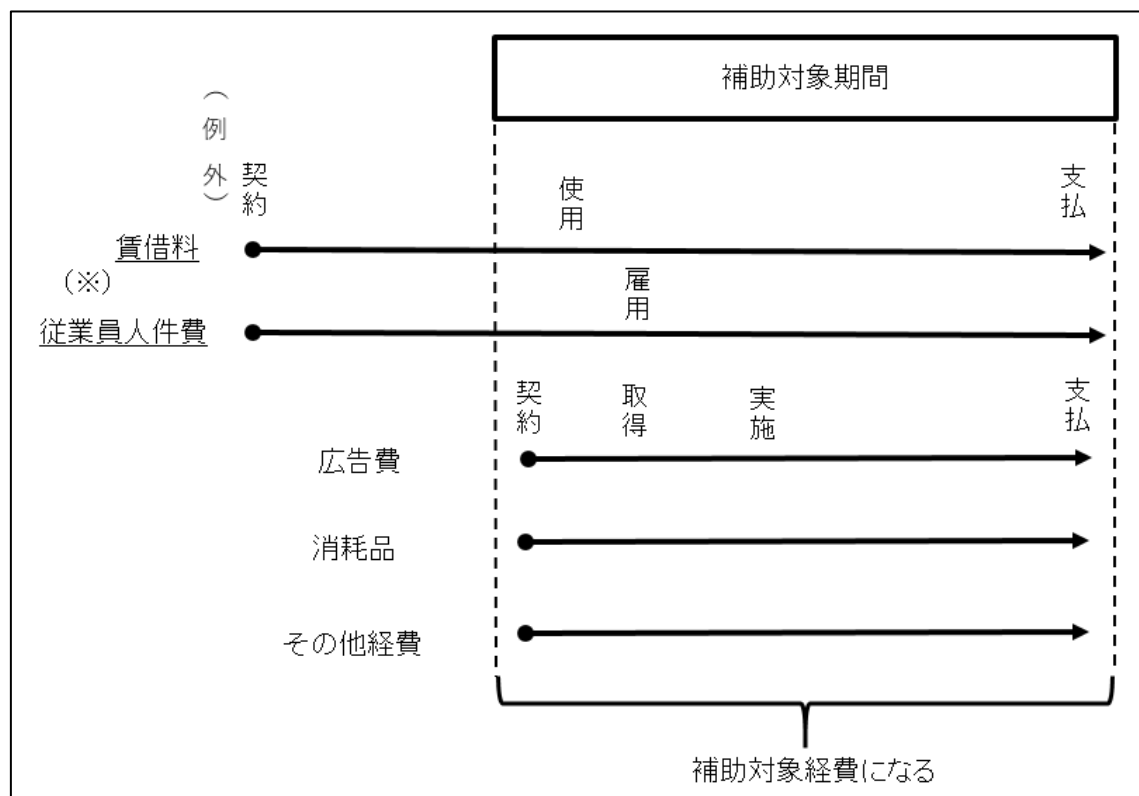 補助対象期間
（例外）
契約
使用
支払
賃借料
（※）
雇用
従業員人件費
契約
取得
実施
支払
広告費
消耗品
その他経費
補助対象経費になる